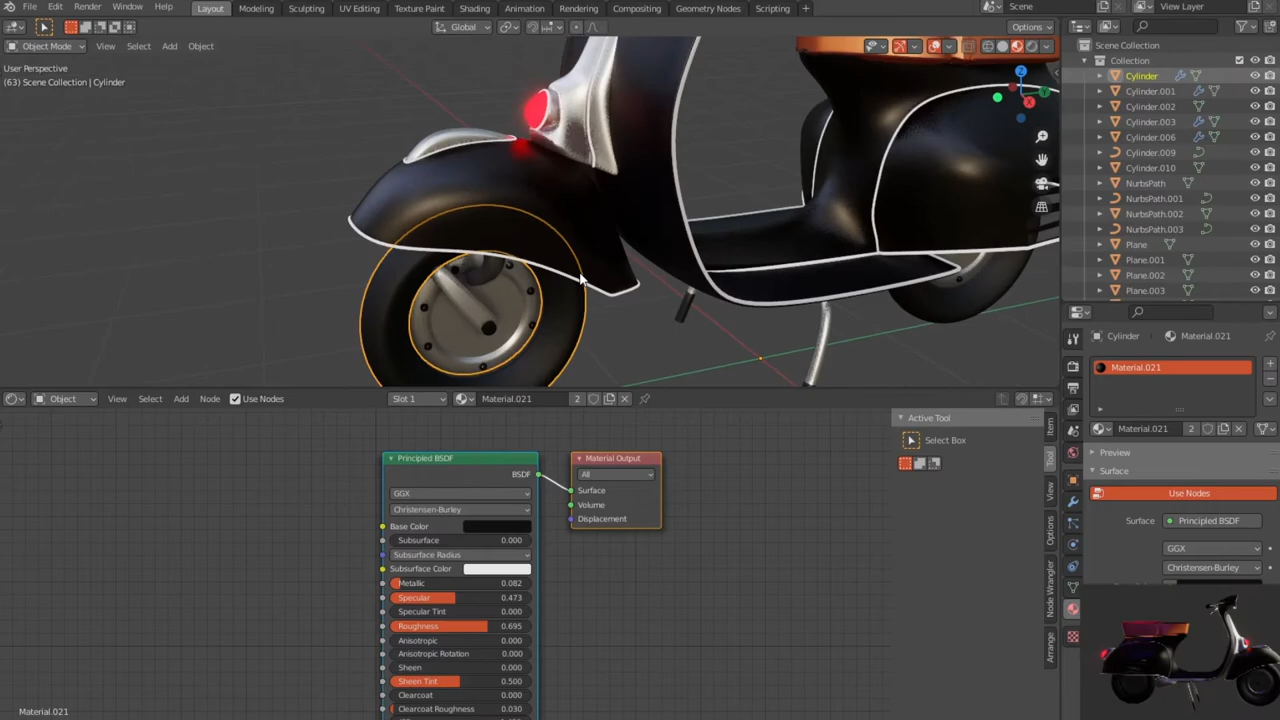 File Edit Render Window Help Layout Modeling Sculpting UV Editing Texture Paint Shading Animation Rendering Compositing Geometry Nodes Scripting + Scene View Layer
Global Options
Object Mode View Select Add Object
User Perspective
(63) Scene Collection | Cylinder
Z
Y
X
Scene Collection
Collection
Cylinder
Cylinder.001
Cylinder.002
Cylinder.003
Cylinder.006
Cylinder.009
Cylinder.010
NurbsPath
NurbsPath.001
NurbsPath.002
NurbsPath.003
Plane
Plane.001
Plane.002
Plane.003
Cylinder Material.021
Material.021
Material.021 2
Preview
Surface
Use Nodes
Surface Principled BSDF
GGX
Christensen-Burley
Object View Select Add Node Use Nodes Slot 1 Material.021 2
Active Tool
Select Box
Item
Tool
View
Options
Node Wrangler
Arrange
Principled BSDF
BSDF
GGX
Christensen-Burley
Base Color
Subsurface 0.000
Subsurface Radius
Subsurface Color
Metallic 0.082
Specular 0.473
Specular Tint 0.000
Roughness 0.695
Anisotropic 0.000
Anisotropic Rotation 0.000
Sheen 0.000
Sheen Tint 0.500
Clearcoat 0.000
Clearcoat Roughness 0.030
Material Output
All
Surface
Volume
Displacement
Material.021